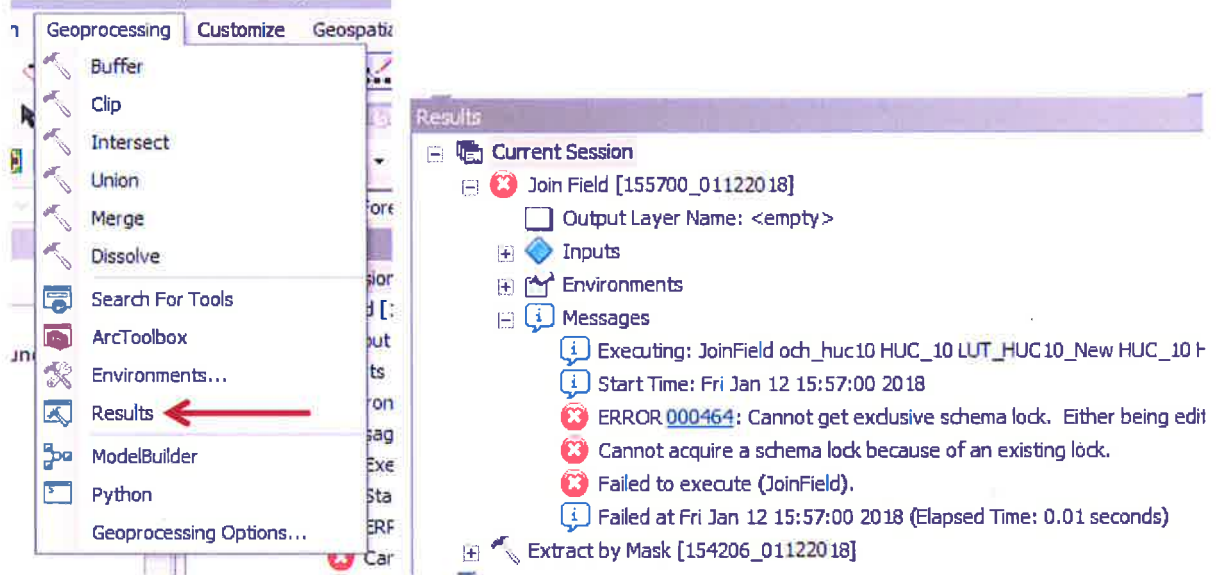 Geoprocessing Customize Geospatia
Buffer
Clip
Intersect
Union
Merge
Dissolve
Search For Tools
ArcToolbox
Environments...
Results
ModelBuilder
Python
Geoprocessing Options...
Results
Current Session
Join Field [155700_01122018]
Output Layer Name: <empty>
Inputs
Environments
Messages
Executing: JoinField och_huc10 HUC_10 LUT_HUC10_New HUC_10 H
Start Time: Fri Jan 12 15:57:00 2018
ERROR 000464: Cannot get exclusive schema lock. Either being edit
Cannot acquire a schema lock because of an existing lock.
Failed to execute (JoinField).
Failed at Fri Jan 12 15:57:00 2018 (Elapsed Time: 0.01 seconds)
Extract by Mask [154206_01122018]